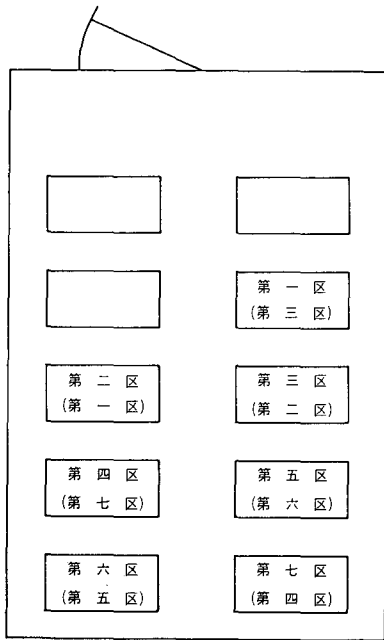 第一区
(第三区)
第二区
(第一区)
第三区
(第二区)
第四区
(第七区)
第五区
(第六区)
第六区
(第五区)
第七区
(第四区)